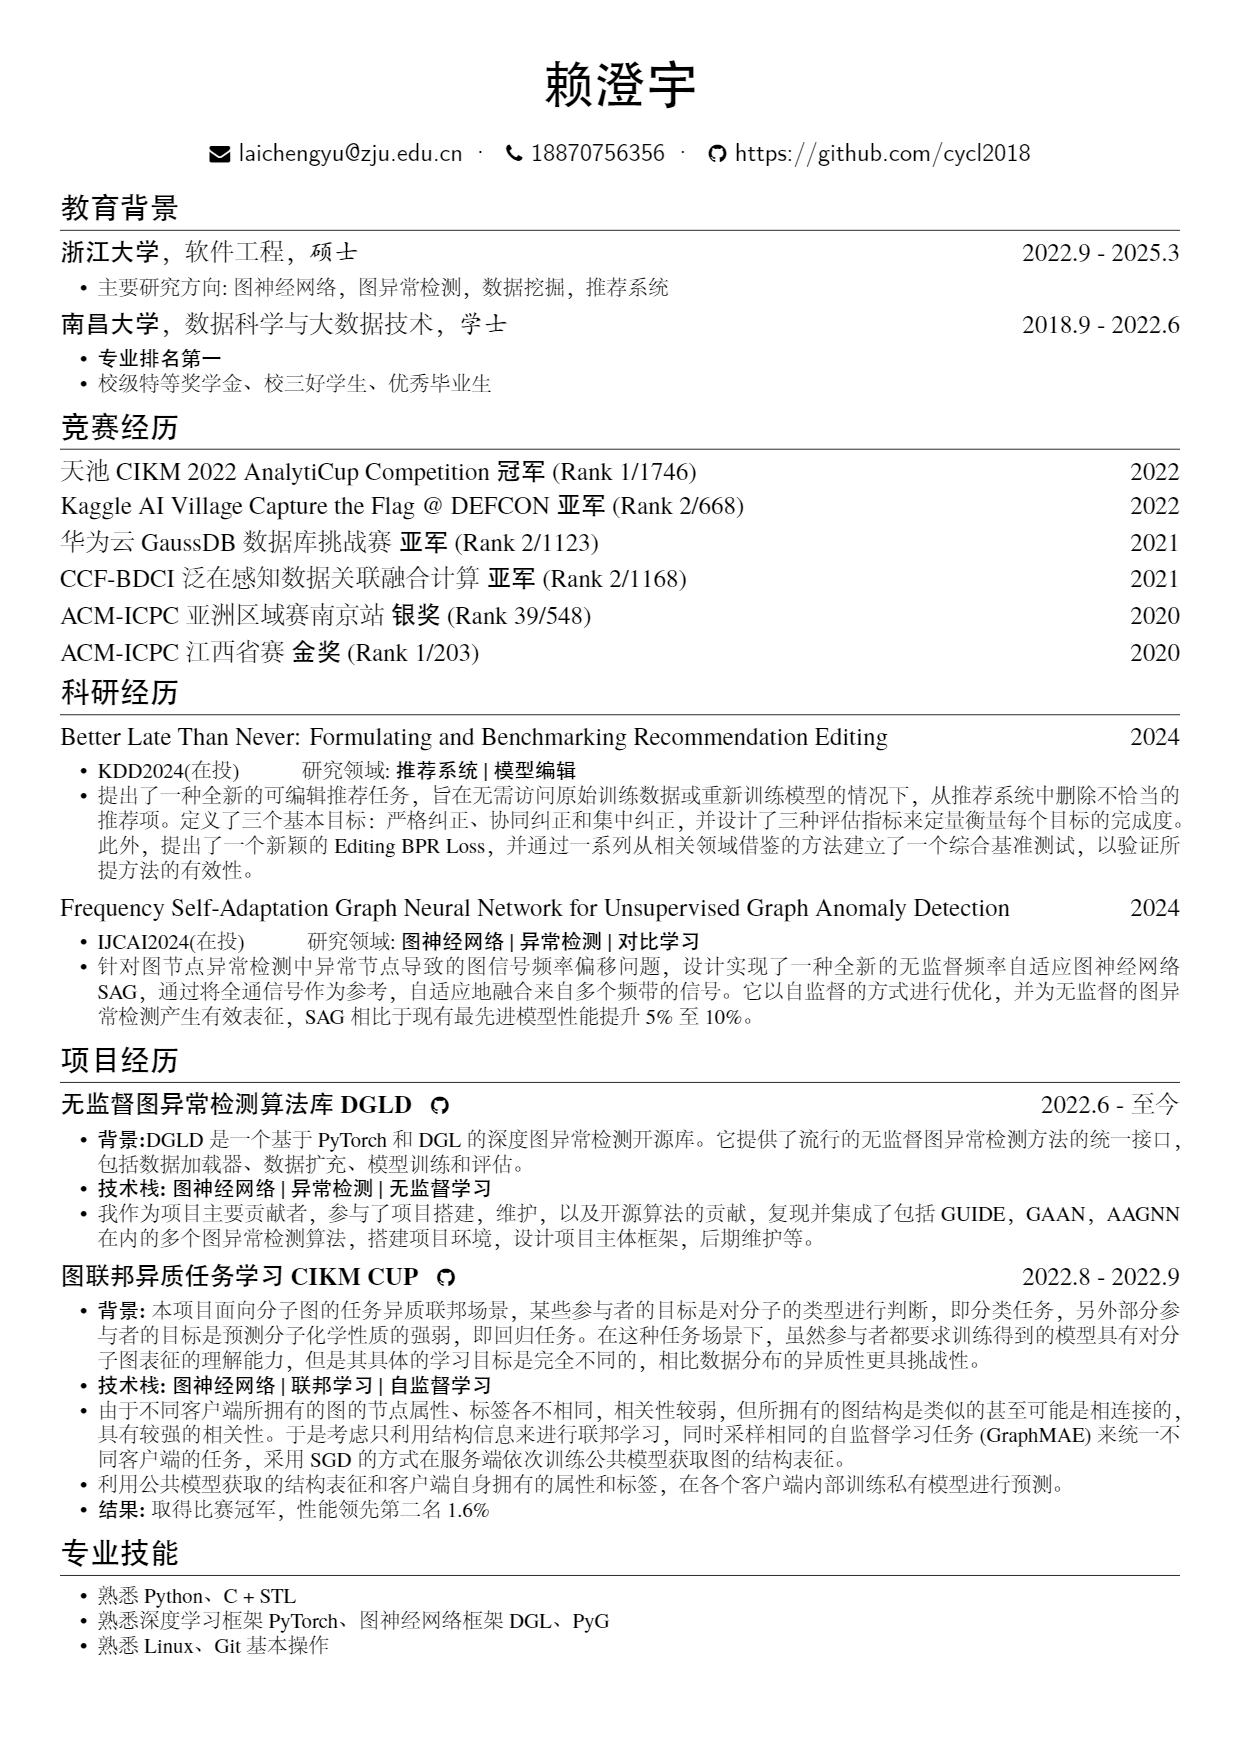 赖澄宇
laichengyu@zju.edu.cn · 18870756356 · https://github.com/cycl2018
教育背景
浙江大学，软件工程，硕士 2022.9 - 2025.3
• 主要研究方向: 图神经网络，图异常检测，数据挖掘，推荐系统
南昌大学，数据科学与大数据技术，学士 2018.9 - 2022.6
• 专业排名第一
• 校级特等奖学金、校三好学生、优秀毕业生
竞赛经历
天池 CIKM 2022 AnalytiCup Competition 冠军 (Rank 1/1746) 2022
Kaggle AI Village Capture the Flag @ DEFCON 亚军 (Rank 2/668) 2022
华为云 GaussDB 数据库挑战赛 亚军 (Rank 2/1123) 2021
CCF-BDCI 泛在感知数据关联融合计算 亚军 (Rank 2/1168) 2021
ACM-ICPC 亚洲区域赛南京站 银奖 (Rank 39/548) 2020
ACM-ICPC 江西省赛 金奖 (Rank 1/203) 2020
科研经历
Better Late Than Never: Formulating and Benchmarking Recommendation Editing 2024
• KDD2024(在投) 研究领域: 推荐系统 | 模型编辑
• 提出了一种全新的可编辑推荐任务，旨在无需访问原始训练数据或重新训练模型的情况下，从推荐系统中删除不恰当的
推荐项。定义了三个基本目标：严格纠正、协同纠正和集中纠正，并设计了三种评估指标来定量衡量每个目标的完成度。
此外，提出了一个新颖的 Editing BPR Loss，并通过一系列从相关领域借鉴的方法建立了一个综合基准测试，以验证所
提方法的有效性。
Frequency Self-Adaptation Graph Neural Network for Unsupervised Graph Anomaly Detection 2024
• IJCAI2024(在投) 研究领域: 图神经网络 | 异常检测 | 对比学习
• 针对图节点异常检测中异常节点导致的图信号频率偏移问题，设计实现了一种全新的无监督频率自适应图神经网络
SAG，通过将全通信号作为参考，自适应地融合来自多个频带的信号。它以自监督的方式进行优化，并为无监督的图异
常检测产生有效表征，SAG 相比于现有最先进模型性能提升 5% 至 10%。
项目经历
无监督图异常检测算法库 DGLD 2022.6 - 至今
• 背景:DGLD 是一个基于 PyTorch 和 DGL 的深度图异常检测开源库。它提供了流行的无监督图异常检测方法的统一接口，
包括数据加载器、数据扩充、模型训练和评估。
• 技术栈: 图神经网络 | 异常检测 | 无监督学习
• 我作为项目主要贡献者，参与了项目搭建，维护，以及开源算法的贡献，复现并集成了包括 GUIDE，GAAN，AAGNN
在内的多个图异常检测算法，搭建项目环境，设计项目主体框架，后期维护等。
图联邦异质任务学习 CIKM CUP 2022.8 - 2022.9
• 背景: 本项目面向分子图的任务异质联邦场景，某些参与者的目标是对分子的类型进行判断，即分类任务，另外部分参
与者的目标是预测分子化学性质的强弱，即回归任务。在这种任务场景下，虽然参与者都要求训练得到的模型具有对分
子图表征的理解能力，但是其具体的学习目标是完全不同的，相比数据分布的异质性更具挑战性。
• 技术栈: 图神经网络 | 联邦学习 | 自监督学习
• 由于不同客户端所拥有的图的节点属性、标签各不相同，相关性较弱，但所拥有的图结构是类似的甚至可能是相连接的，
具有较强的相关性。于是考虑只利用结构信息来进行联邦学习，同时采样相同的自监督学习任务 (GraphMAE) 来统一不
同客户端的任务，采用 SGD 的方式在服务端依次训练公共模型获取图的结构表征。
• 利用公共模型获取的结构表征和客户端自身拥有的属性和标签，在各个客户端内部训练私有模型进行预测。
• 结果: 取得比赛冠军，性能领先第二名 1.6%
专业技能
• 熟悉 Python、C + STL
• 熟悉深度学习框架 PyTorch、图神经网络框架 DGL、PyG
• 熟悉 Linux、Git 基本操作